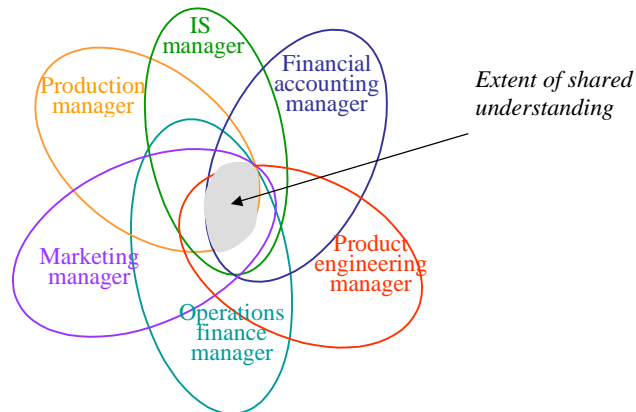 IS
manager
Financial
accounting
manager
Production
manager
Extent of shared
understanding
Marketing
manager
Product
engineering
manager
Operations
finance
manager